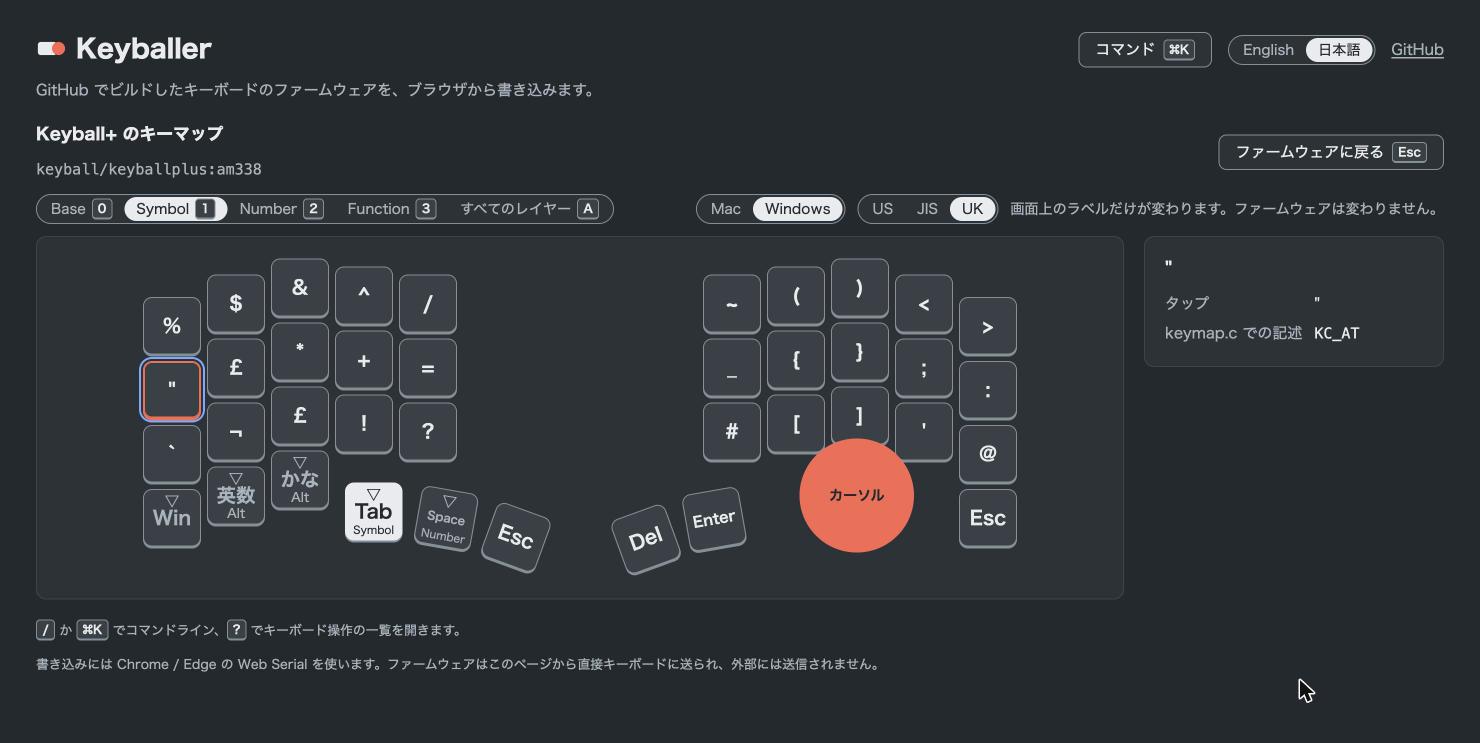 Keyballer
コマンド ⌘K English 日本語 GitHub
GitHub でビルドしたキーボードのファームウェアを、ブラウザから書き込みます。
Keyball+ のキーマップ
keyball/keyballplus:am338
ファームウェアに戻る Esc
Base 0 Symbol 1 Number 2 Function 3 すべてのレイヤー A
Mac Windows US JIS UK 画面上のラベルだけが変わります。ファームウェアは変わりません。
% $ & ^ / ~ ( ) < >
" £ * + = _ { } ; :
` ¬ £ ! ? # [ ] ' @
▽ Win
▽ 英数 Alt
▽ かな Alt
▽ Tab Symbol
▽ Space Number
Esc
Del
Enter
カーソル
Esc
"
タップ "
keymap.c での記述 KC_AT
/ か ⌘K でコマンドライン、 ? でキーボード操作の一覧を開きます。
書き込みには Chrome / Edge の Web Serial を使います。ファームウェアはこのページから直接キーボードに送られ、外部には送信されません。